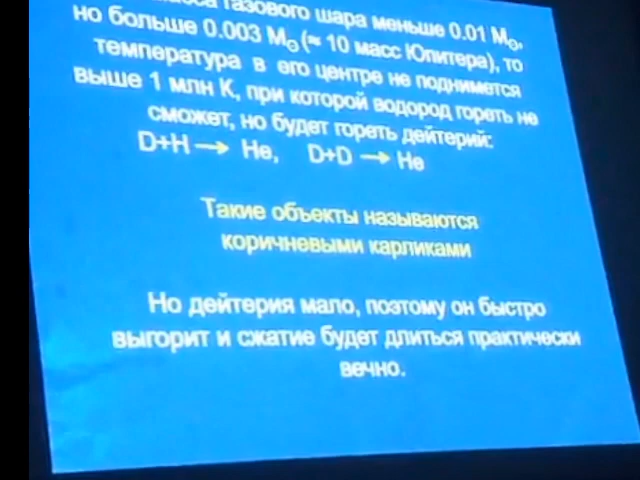 газового шара меньше 0.01 M⊙,
но больше 0.003 M⊙ (≈ 10 масс Юпитера), то
температура в его центре не поднимется
выше 1 млн К, при которой водород гореть не
сможет, но будет гореть дейтерий:
D+H → He, D+D → He
Такие объекты называются
коричневыми карликами
Но дейтерия мало, поэтому он быстро
выгорит и сжатие будет длиться практически
вечно.